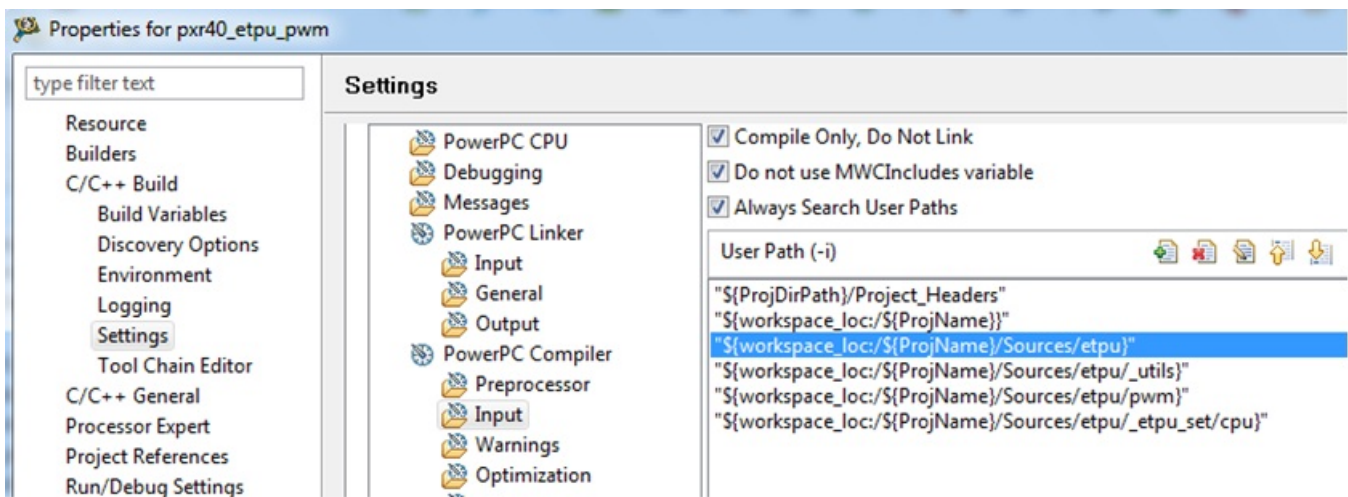 Properties for pxr40_etpu_pwm
type filter text
Resource
Builders
C/C++ Build
Build Variables
Discovery Options
Environment
Logging
Settings
Tool Chain Editor
C/C++ General
Processor Expert
Project References
Run/Debug Settings
Settings
PowerPC CPU
Debugging
Messages
PowerPC Linker
Input
General
Output
PowerPC Compiler
Preprocessor
Input
Warnings
Optimization
Compile Only, Do Not Link
Do not use MWCIncludes variable
Always Search User Paths
User Path (-i)
"${ProjDirPath}/Project_Headers"
"${workspace_loc:/${ProjName}}"
"${workspace_loc:/${ProjName}/Sources/etpu}"
"${workspace_loc:/${ProjName}/Sources/etpu/_utils}"
"${workspace_loc:/${ProjName}/Sources/etpu/pwm}"
"${workspace_loc:/${ProjName}/Sources/etpu/_etpu_set/cpu}"